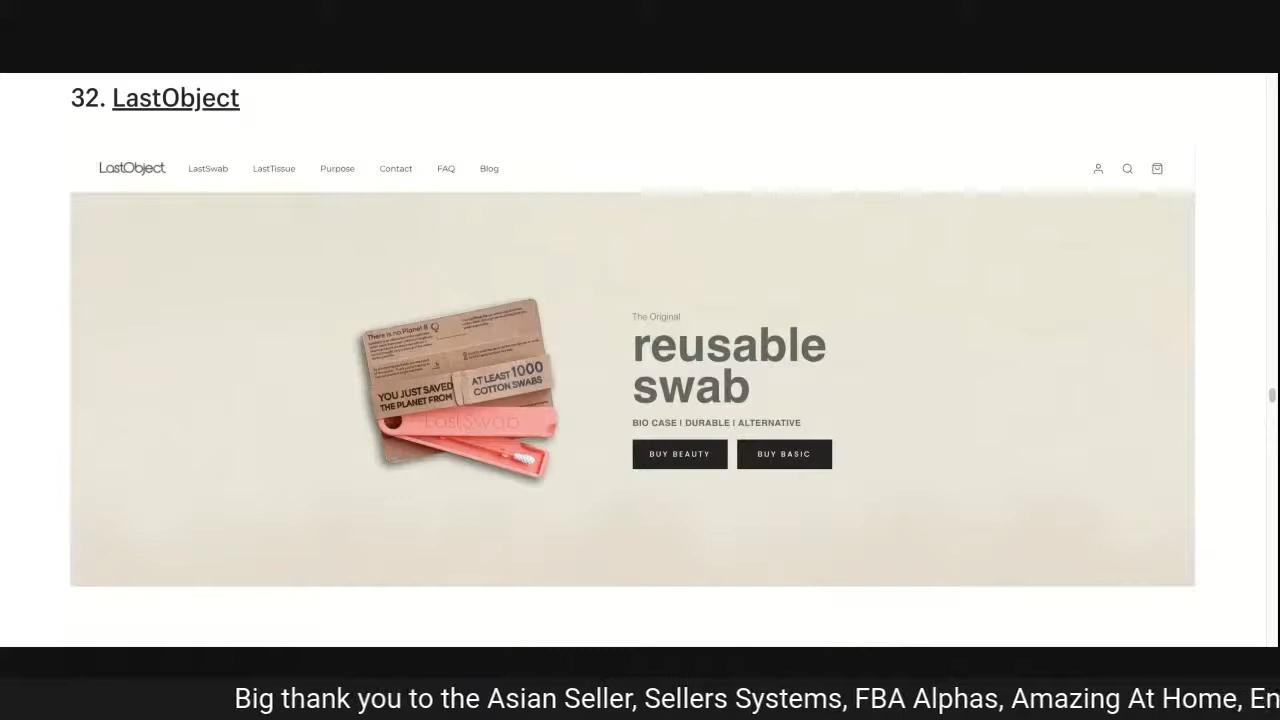 32. LastObject
LastObject LastSwab LastTissue Purpose Contact FAQ Blog
There is no Planet B
YOU JUST SAVED
THE PLANET FROM
AT LEAST 1000
COTTON SWABS
LastSwab
The Original
reusable
swab
BIO CASE | DURABLE | ALTERNATIVE
BUY BEAUTY BUY BASIC
Big thank you to the Asian Seller, Sellers Systems, FBA Alphas, Amazing At Home, En